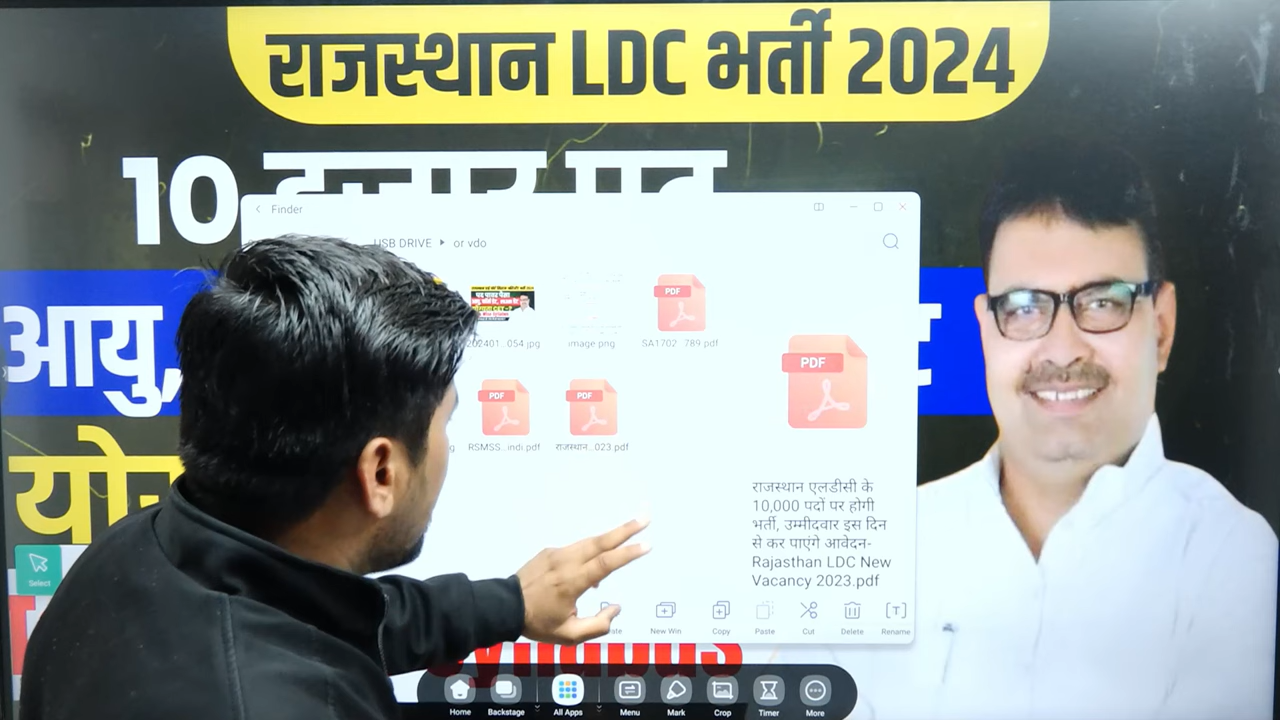 राजस्थान LDC भर्ती 2024
10 हजार पद
Finder
USB DRIVE ▸ or vdo
आयु,
PDF
202401...054.jpg
image.png
SA1702...789.pdf
PDF
PDF
PDF
RSMSS...indi.pdf
राजस्थान...023.pdf
राजस्थान एलडीसी के
10,000 पदों पर होगी
भर्ती, उम्मीदवार इस दिन
से कर पाएंगे आवेदन-
Rajasthan LDC New
Vacancy 2023.pdf
Select
New Win
Copy
Paste
Cut
Delete
Rename
Syllabus
Home
Backstage
All Apps
Menu
Mark
Crop
Timer
More